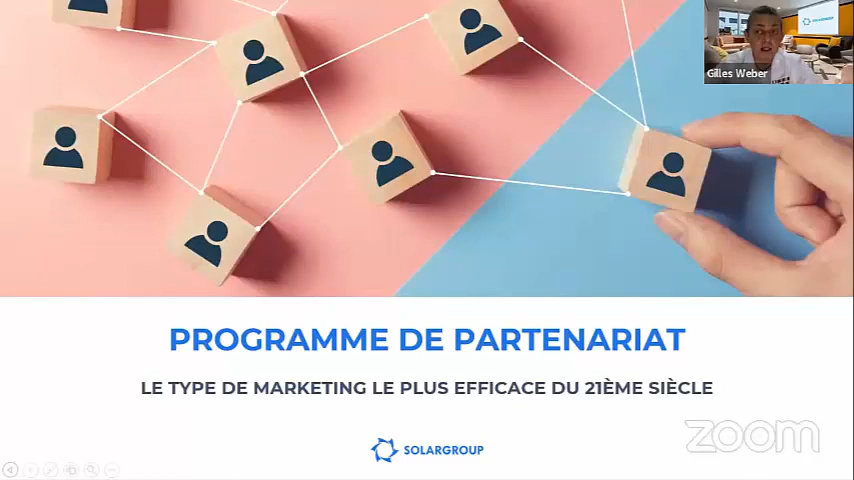 Gilles Weber
PROGRAMME DE PARTENARIAT
LE TYPE DE MARKETING LE PLUS EFFICACE DU 21ÈME SIÈCLE
SOLARGROUP
zoom